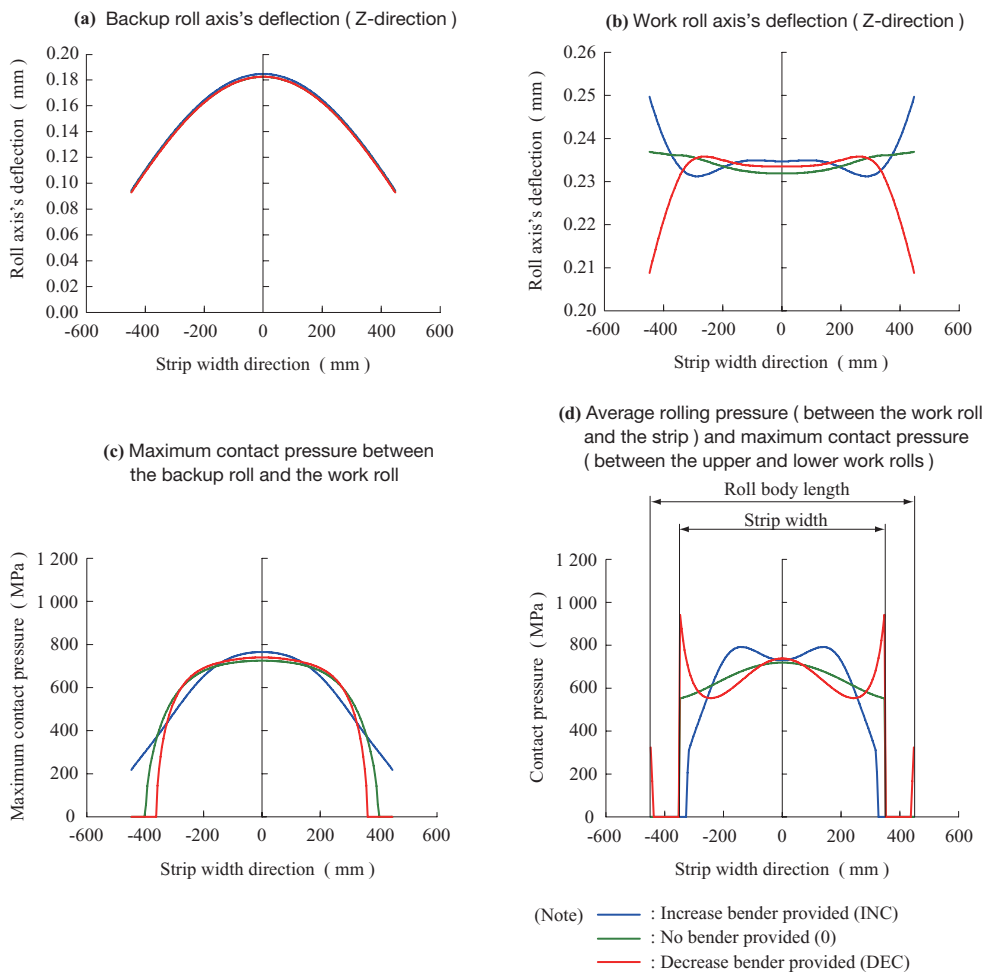 (a) Backup roll axis's deflection ( Z-direction )
Roll axis's deflection ( mm )
0.20
0.18
0.16
0.14
0.12
0.10
0.08
0.06
0.04
0.02
0.00
-600 -400 -200 0 200 400 600
Strip width direction ( mm )
(b) Work roll axis's deflection ( Z-direction )
Roll axis's deflection ( mm )
0.26
0.25
0.24
0.23
0.22
0.21
0.20
-600 -400 -200 0 200 400 600
Strip width direction ( mm )
(c) Maximum contact pressure between
the backup roll and the work roll
Maximum contact pressure ( MPa )
1 200
1 000
800
600
400
200
0
-600 -400 -200 0 200 400 600
Strip width direction ( mm )
(d) Average rolling pressure ( between the work roll
and the strip ) and maximum contact pressure
( between the upper and lower work rolls )
Roll body length
Strip width
Contact pressure ( MPa )
1 200
1 000
800
600
400
200
0
-600 -400 -200 0 200 400 600
Strip width direction ( mm )
(Note) : Increase bender provided (INC)
: No bender provided (0)
: Decrease bender provided (DEC)